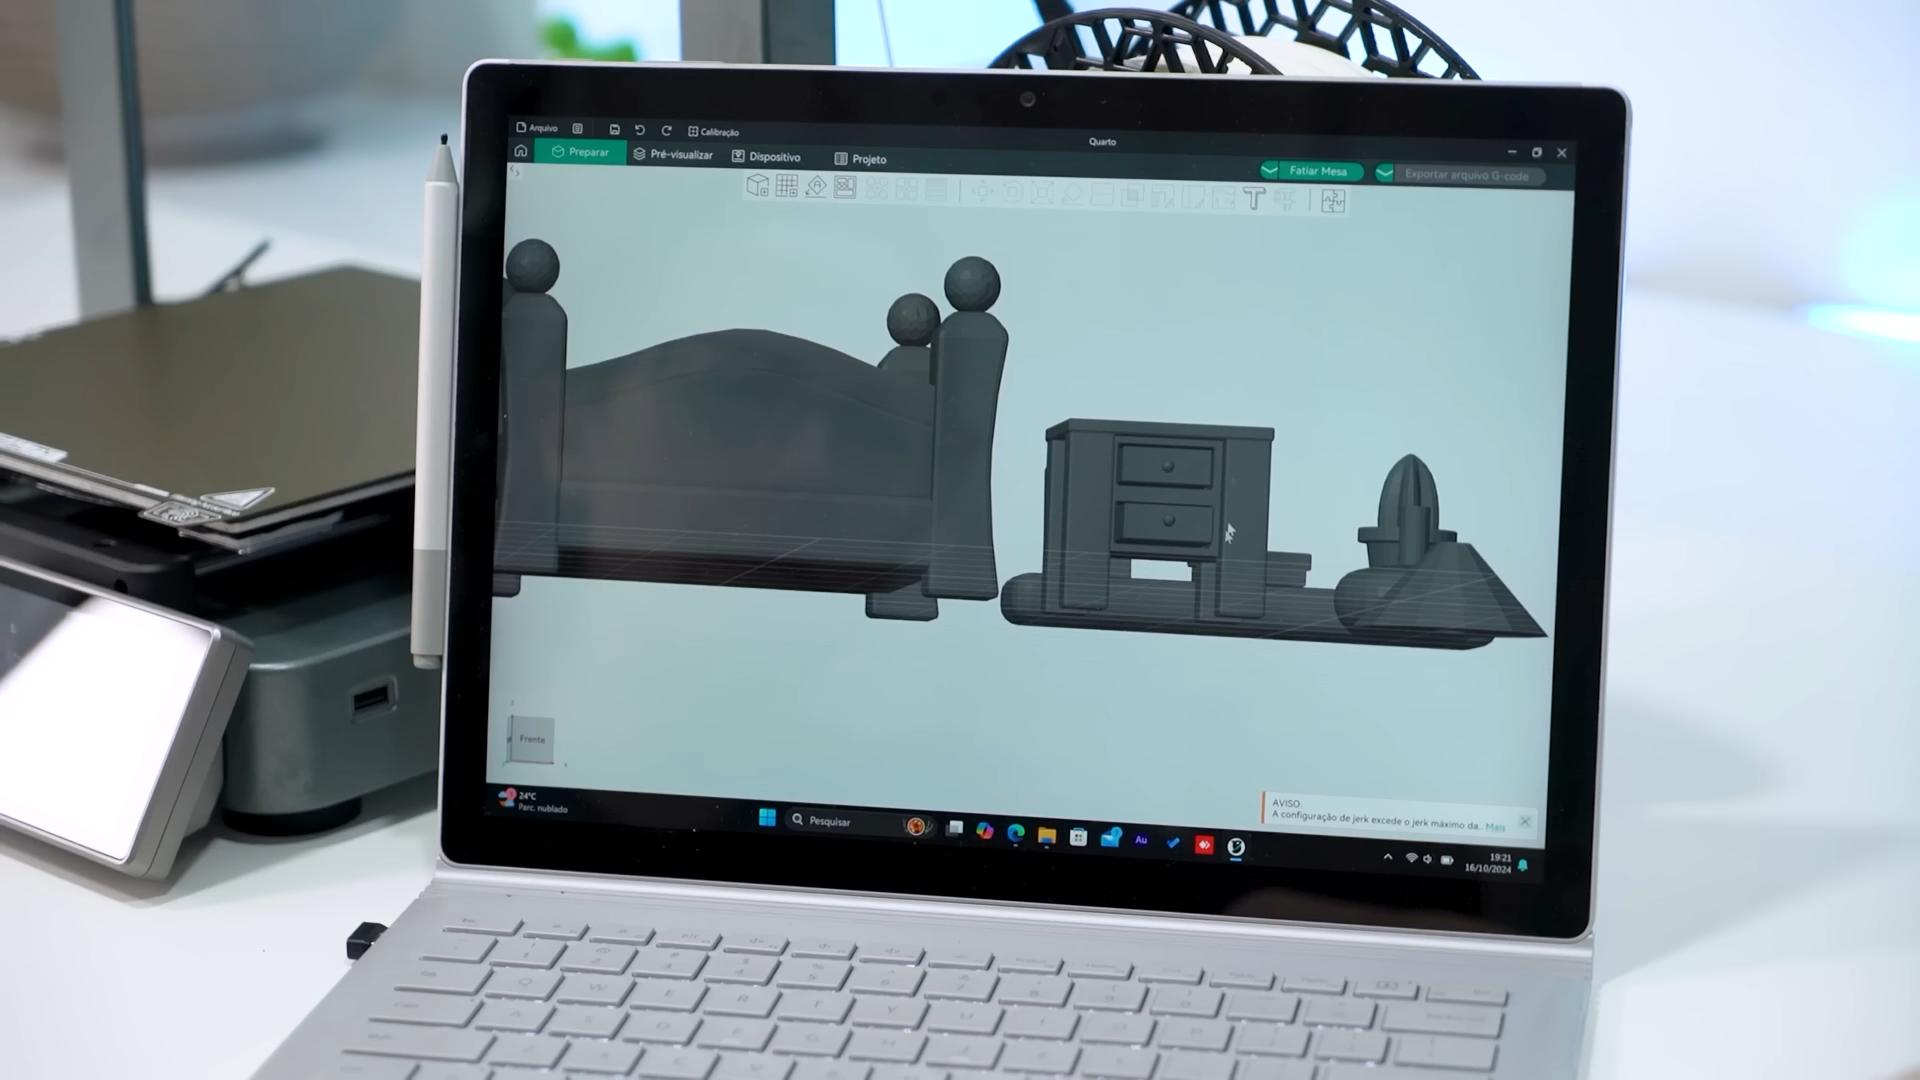 Arquivo
Calibração
Quarto
Preparar
Pré-visualizar
Dispositivo
Projeto
Fatiar Mesa
Exportar arquivo G-code
Frente
24°C
Parc. nublado
Pesquisar
Au
AVISO
A configuração de jerk excede o jerk máximo da.. Mais
19:21
16/10/2024